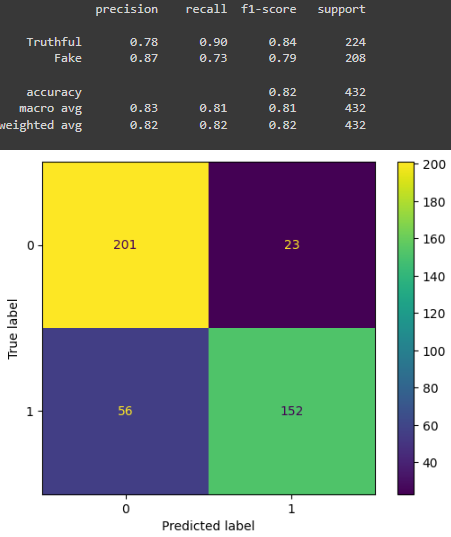 precision recall f1-score support
Truthful 0.78 0.90 0.84 224
Fake 0.87 0.73 0.79 208
accuracy 0.82 432
macro avg 0.83 0.81 0.81 432
weighted avg 0.82 0.82 0.82 432
200
180
160
140
120
100
80
60
40
True label
0
1
201 23
56 152
0 1
Predicted label